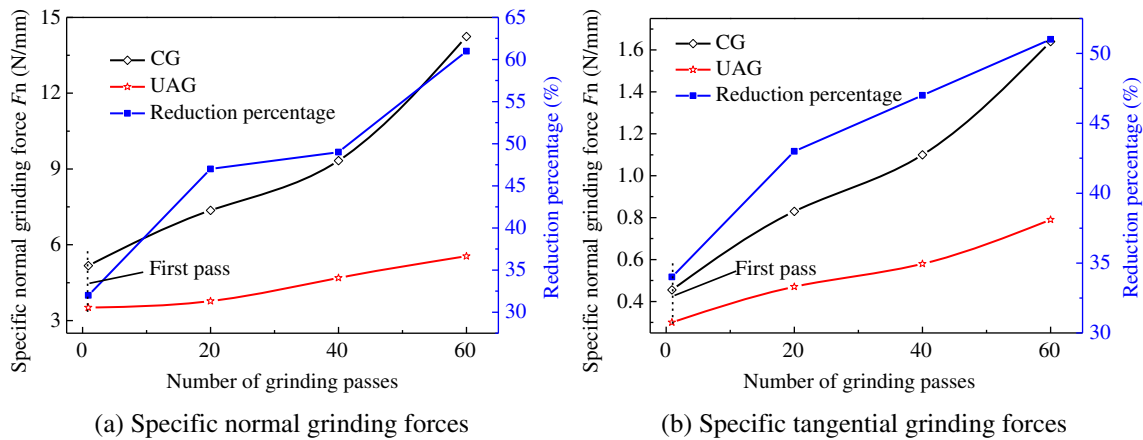 15
12
9
6
3
Specific normal grinding force Fn (N/mm)
CG
UAG
Reduction percentage
First pass
65
60
55
50
45
40
35
30
Reduction percentage (%)
0
20
40
60
Number of grinding passes
(a) Specific normal grinding forces
1.6
1.4
1.2
1.0
0.8
0.6
0.4
Specific normal grinding force Fn (N/mm)
CG
UAG
Reduction percentage
First pass
50
45
40
35
30
Reduction percentage (%)
0
20
40
60
Number of grinding passes
(b) Specific tangential grinding forces